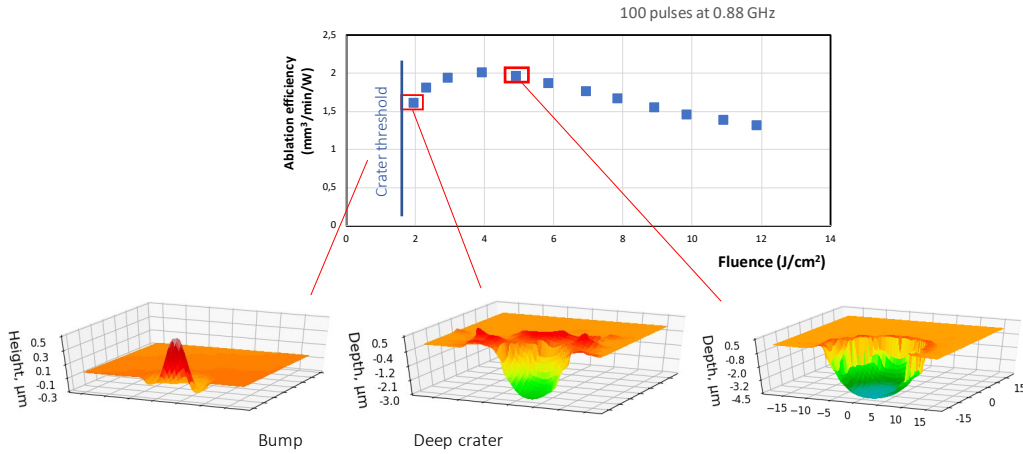 100 pulses at 0.88 GHz
2,5
2
1,5
1
0,5
0
0 2 4 6 8 10 12 14
Ablation efficiency
(mm³/min/W)
Crater threshold
Fluence (J/cm²)
Height, µm
0.5
0.3
0.1
-0.1
-0.3
Bump
Depth, µm
0.5
-0.4
-1.2
-2.1
-3.0
Deep crater
Depth, µm
0.5
-0.8
-2.0
-3.2
-4.5
−15 −10 −5 0 5 10 15
-15
0
15